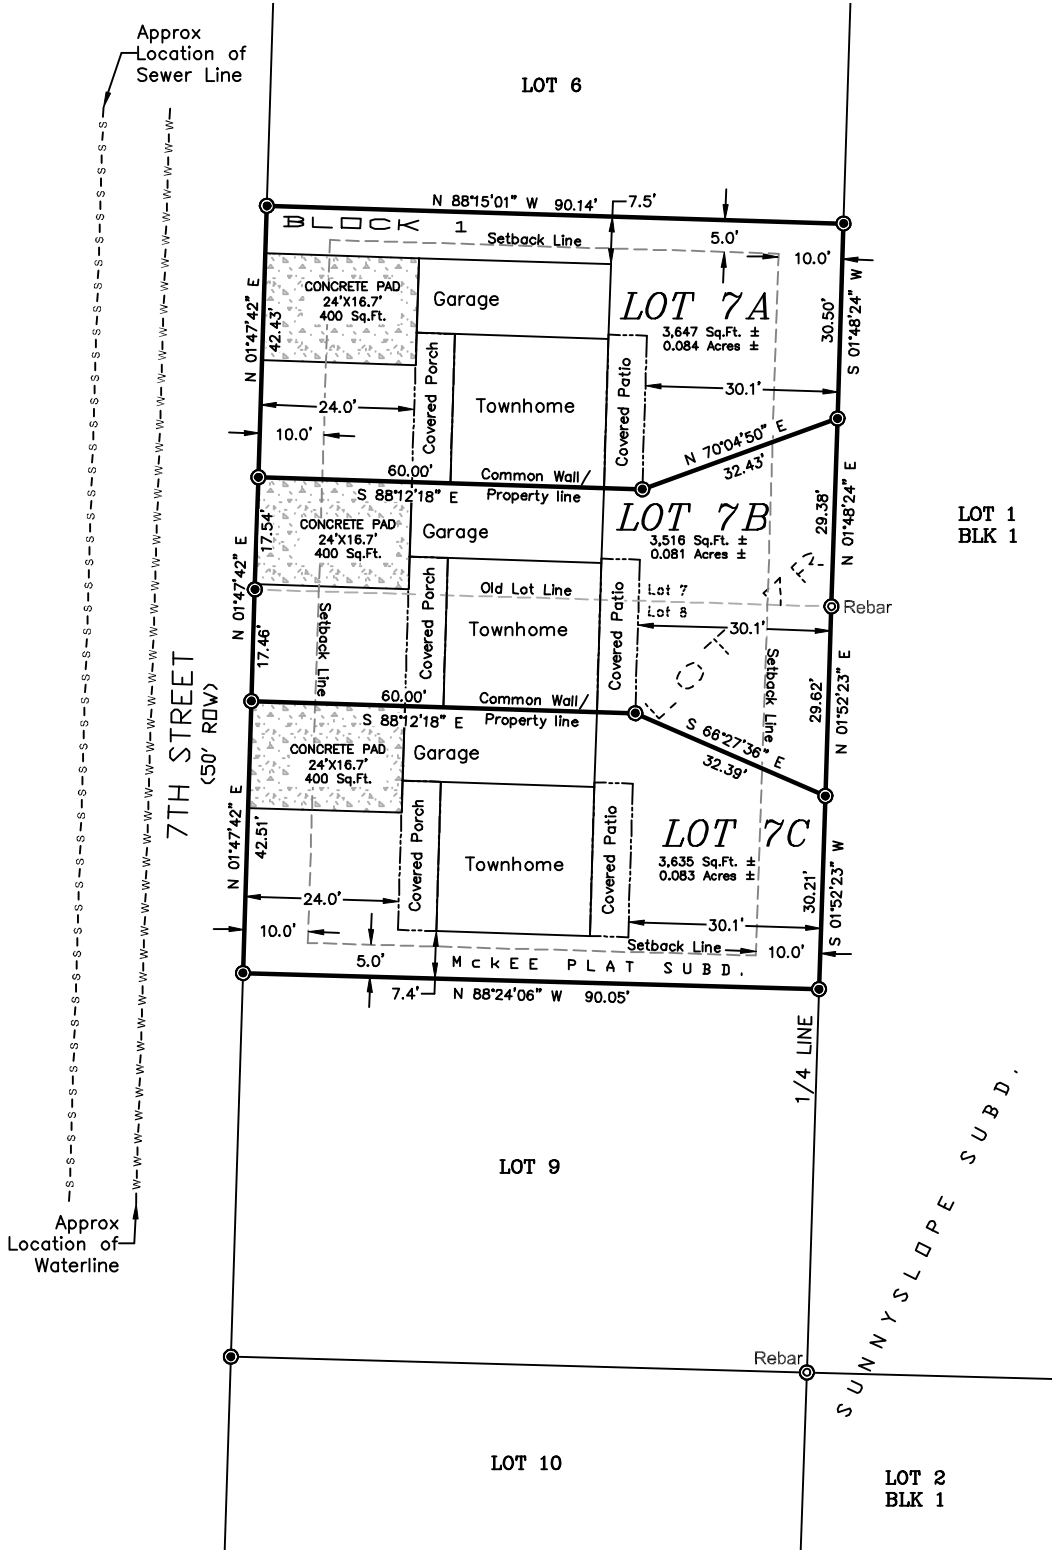 Approx
Location of
Sewer Line
LOT 6
N 88°15'01" W 90.14'
7.5'
BLOCK 1
Setback Line
5.0'
10.0'
CONCRETE PAD
24'X16.7'
400 Sq.Ft.
Garage
LOT 7A
3,647 Sq.Ft. ±
0.084 Acres ±
N 01°47'42" E
42.43'
30.50'
S 01°48'24" W
Covered Porch
Townhome
Covered Patio
30.1'
24.0'
10.0'
N 70°04'50" E
32.43'
60.00'
Common Wall/
S 88°12'18" E
Property line
LOT 7B
3,516 Sq.Ft. ±
0.081 Acres ±
CONCRETE PAD
24'X16.7'
400 Sq.Ft.
Garage
17.54'
N 01°47'42" E
29.38'
N 01°48'24" E
LOT 1
BLK 1
Old Lot Line
Lot 7
Lot 8
Rebar
Covered Porch
Townhome
Covered Patio
30.1'
LOT 7A
Setback Line
Setback Line
17.46'
29.62'
N 01°52'23" E
7TH STREET
(50' ROW)
60.00'
Common Wall/
S 88°12'18" E
Property line
S 66°27'36" E
32.39'
CONCRETE PAD
24'X16.7'
400 Sq.Ft.
Garage
LOT 7C
3,635 Sq.Ft. ±
0.083 Acres ±
N 01°47'42" E
42.51'
Covered Porch
Townhome
Covered Patio
30.21'
S 01°52'23" W
24.0'
30.1'
10.0'
Setback Line
10.0'
5.0'
McKEE PLAT SUBD.
7.4'
N 88°24'06" W 90.05'
1/4 LINE
LOT 9
SUNNYSLOPE SUBD.
Approx
Location of
Waterline
Rebar
LOT 10
LOT 2
BLK 1